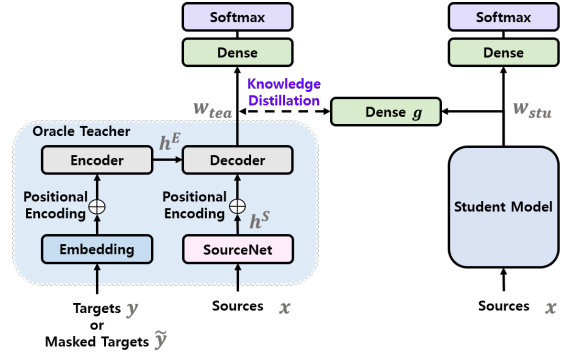 Softmax
Softmax
Dense
Dense
Knowledge
Distillation
w_tea
Dense g
w_stu
Oracle Teacher
h^E
Encoder
Decoder
Positional
Encoding
Positional
Encoding
h^S
Student Model
Embedding
SourceNet
Targets y
or
Masked Targets ỹ
Sources x
Sources x